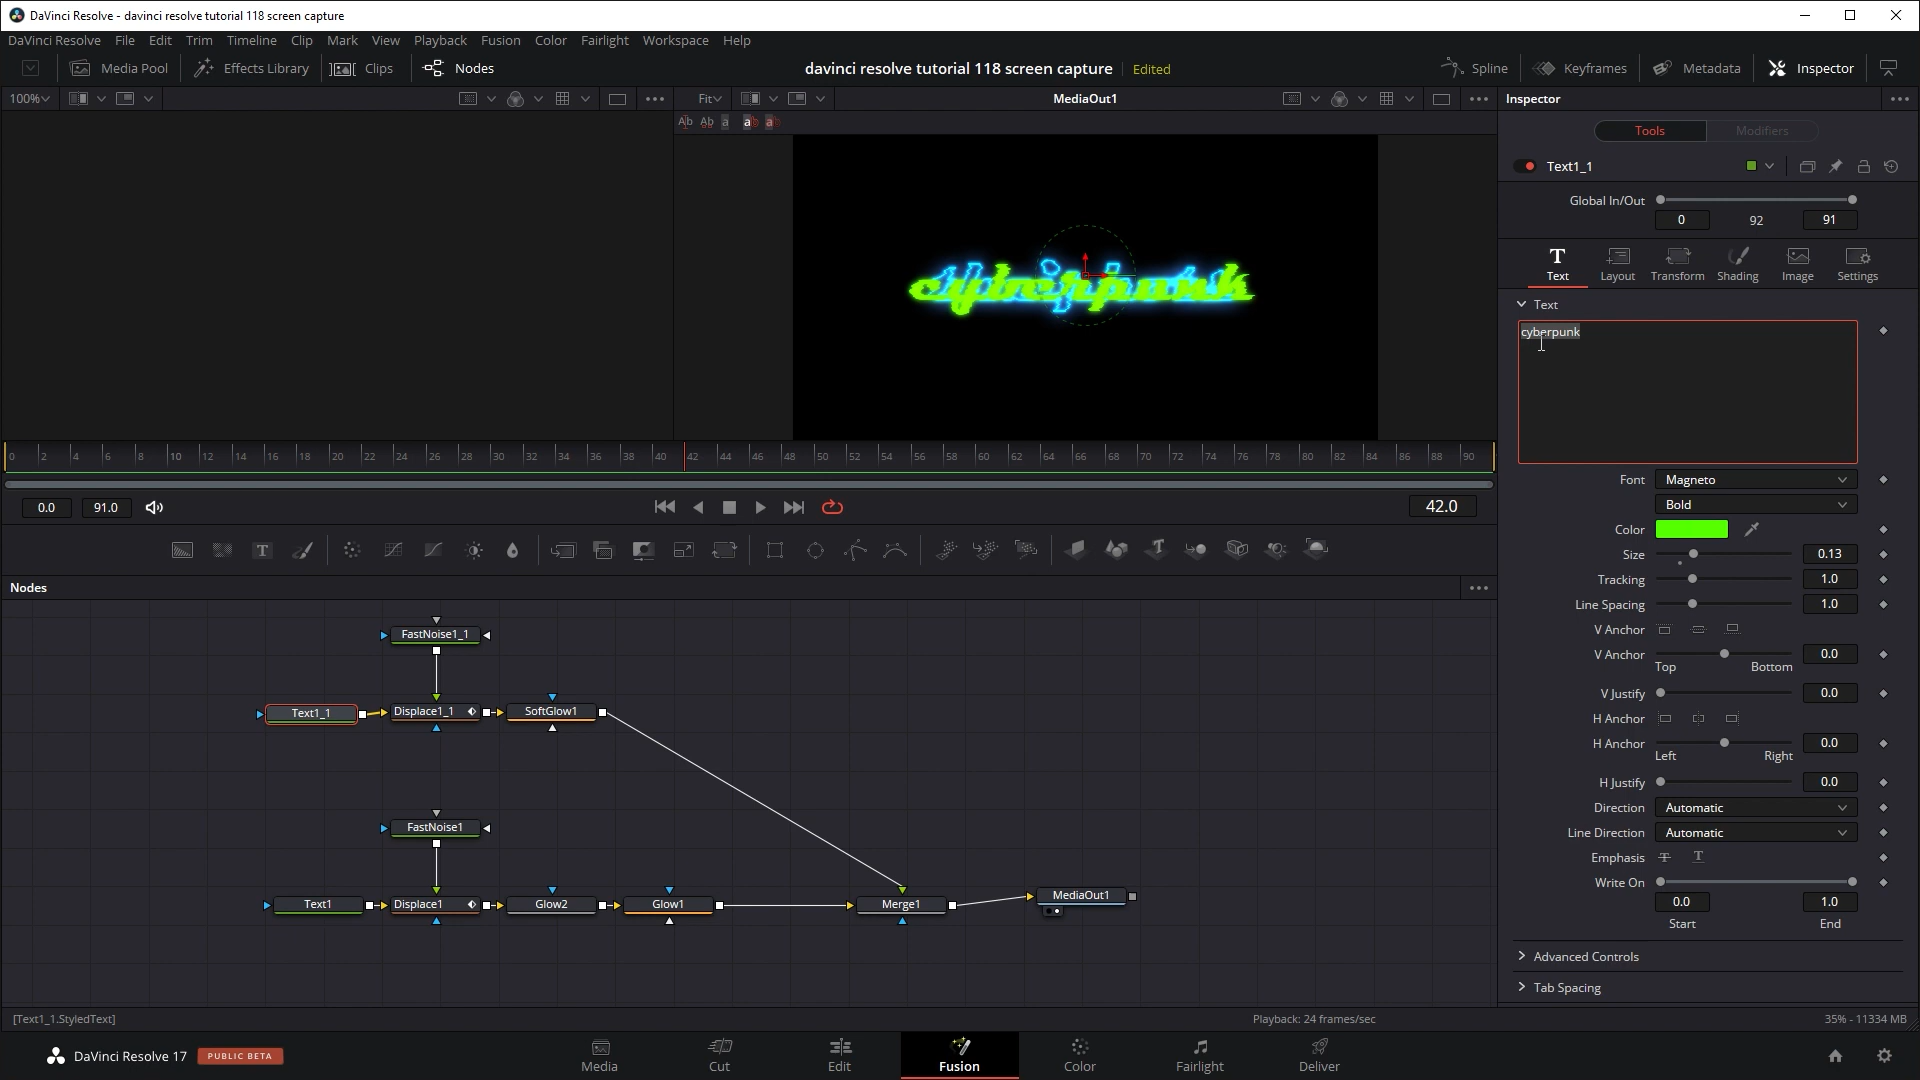 DaVinci Resolve - davinci resolve tutorial 118 screen capture
DaVinci Resolve File Edit Trim Timeline Clip Mark View Playback Fusion Color Fairlight Workspace Help
Media Pool Effects Library Clips Nodes davinci resolve tutorial 118 screen capture Edited Spline Keyframes Metadata Inspector
100% Fit MediaOut1 Inspector
Tools Modifiers
Text1_1
Global In/Out
0 92 91
Text Layout Transform Shading Image Settings
Text
cyberpunk
cyberpunk
0 2 4 6 8 10 12 14 16 18 20 22 24 26 28 30 32 34 36 38 40 42 44 46 48 50 52 54 56 58 60 62 64 66 68 70 72 74 76 78 80 82 84 86 88 90
0.0 91.0 42.0
Font Magneto
Bold
Color
Size 0.13
Tracking 1.0
Line Spacing 1.0
V Anchor
V Anchor 0.0
Top Bottom
V Justify 0.0
H Anchor
H Anchor 0.0
Left Right
H Justify 0.0
Direction Automatic
Line Direction Automatic
Emphasis
Write On
0.0 1.0
Start End
Advanced Controls
Tab Spacing
Nodes
FastNoise1_1
Text1_1 Displace1_1 SoftGlow1
FastNoise1
Text1 Displace1 Glow2 Glow1 Merge1 MediaOut1
[Text1_1.StyledText] Playback: 24 frames/sec 35% - 11334 MB
DaVinci Resolve 17 PUBLIC BETA
Media Cut Edit Fusion Color Fairlight Deliver